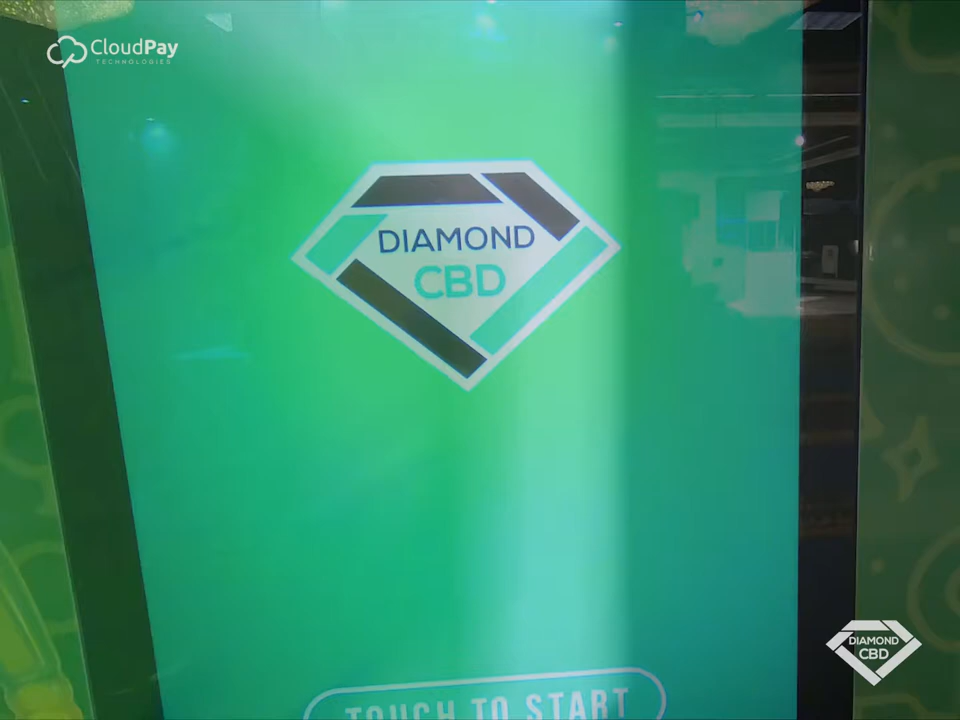 CloudPay
TECHNOLOGIES
DIAMOND
CBD
TOUCH TO START
DIAMOND
CBD